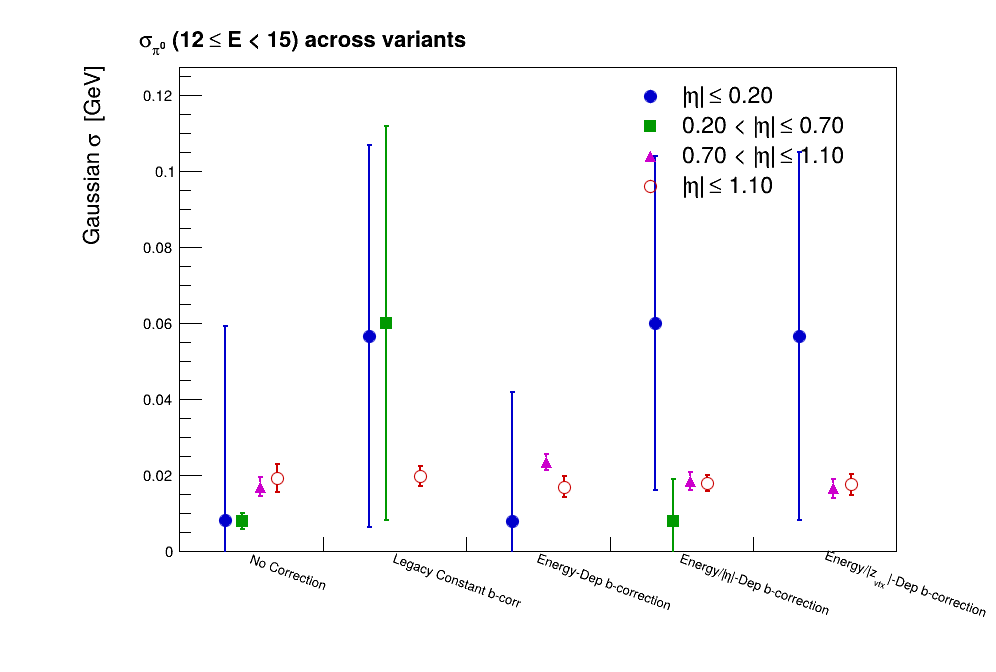 σπ⁰ (12 ≤ E < 15) across variants
Gaussian σ [GeV]
|η| ≤ 0.20
0.20 < |η| ≤ 0.70
0.70 < |η| ≤ 1.10
|η| ≤ 1.10
0.12
0.1
0.08
0.06
0.04
0.02
0
No Correction
Legacy Constant b-corr
Energy-Dep b-correction
Energy/|η|-Dep b-correction
Energy/|z_vtx|-Dep b-correction